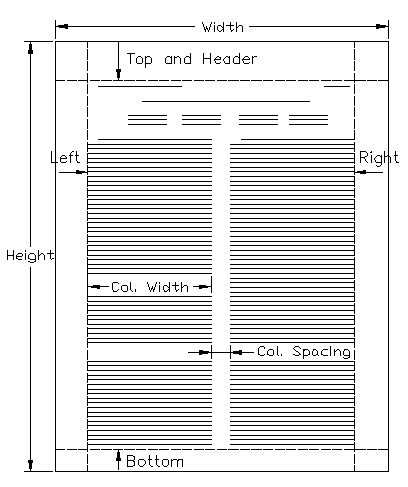 Width
Top and Header
Left
Right
Height
Col. Width
Col. Spacing
Bottom